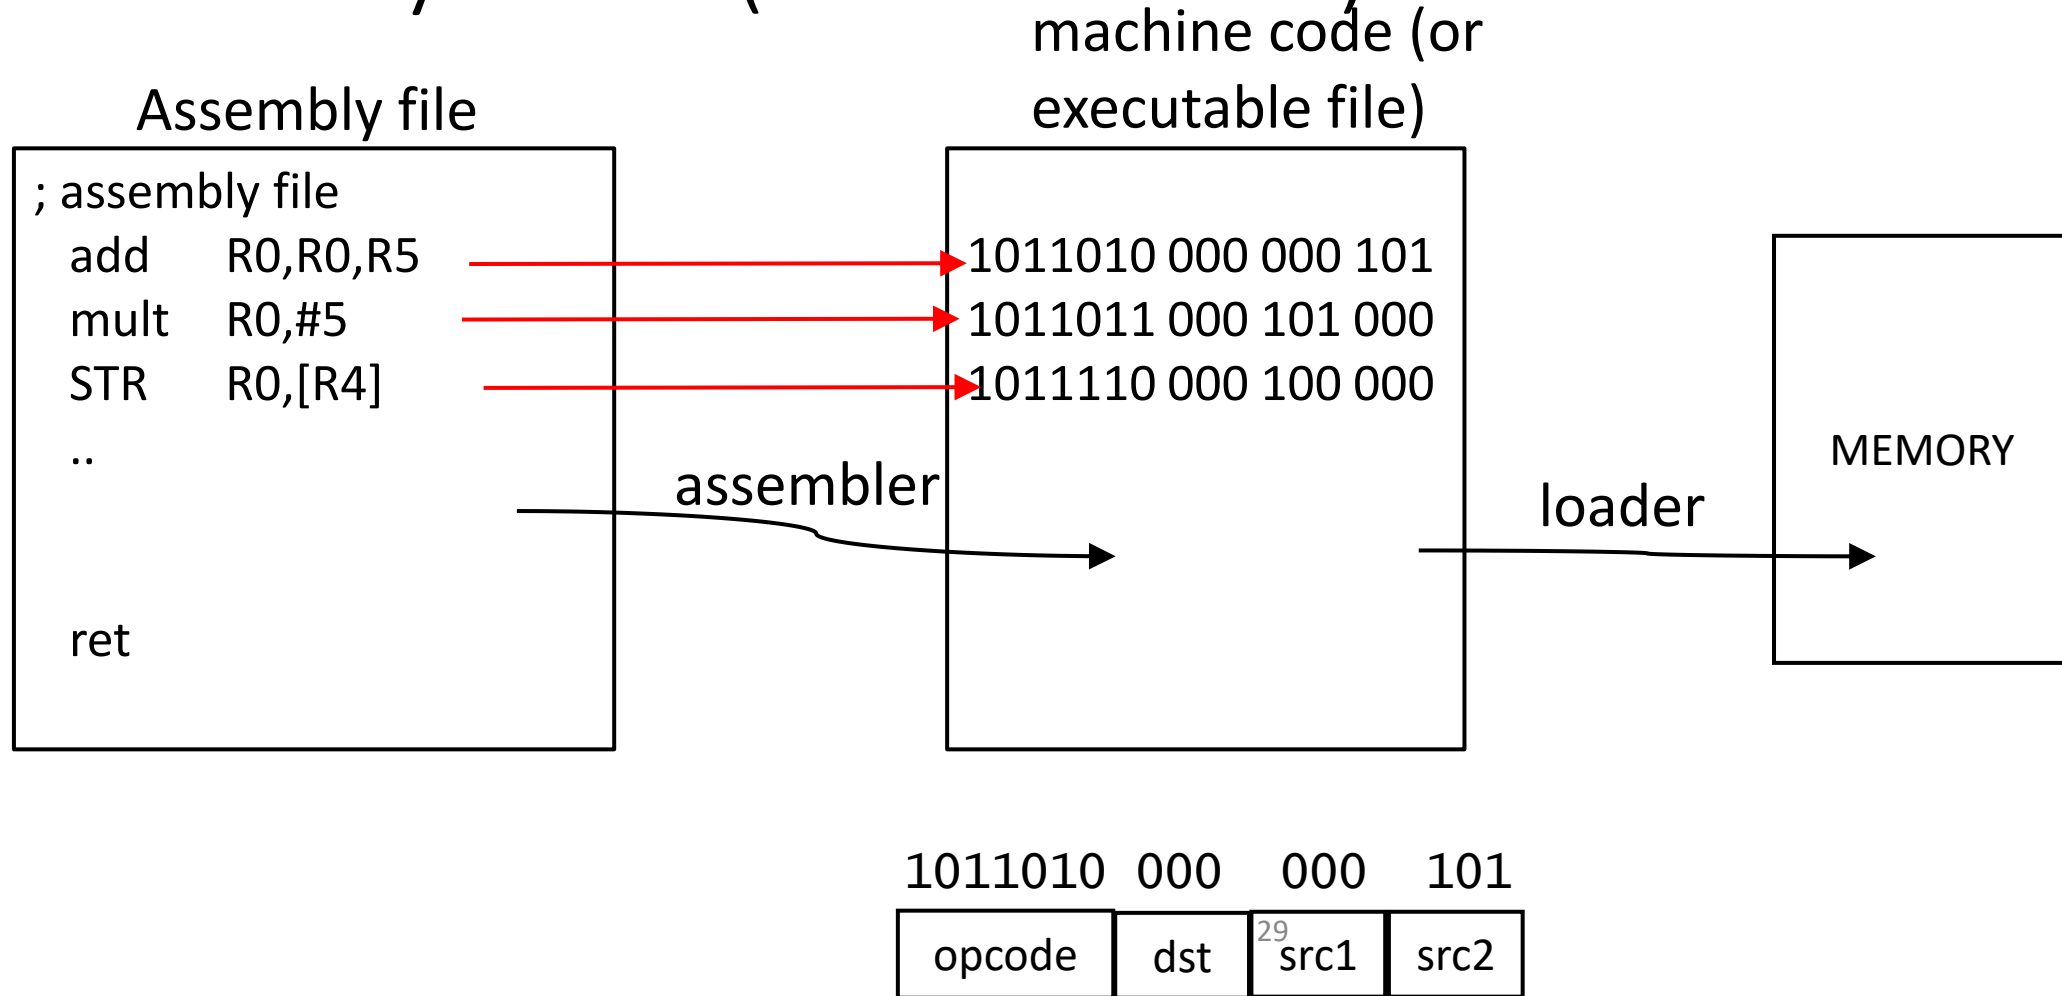 machine code (or
executable file)
Assembly file
; assembly file
add R0,R0,R5
mult R0,#5
STR R0,[R4]
..
ret
assembler
1011010 000 000 101
1011011 000 101 000
1011110 000 100 000
loader
MEMORY
1011010 000 000 101
opcode dst src1 src2
29